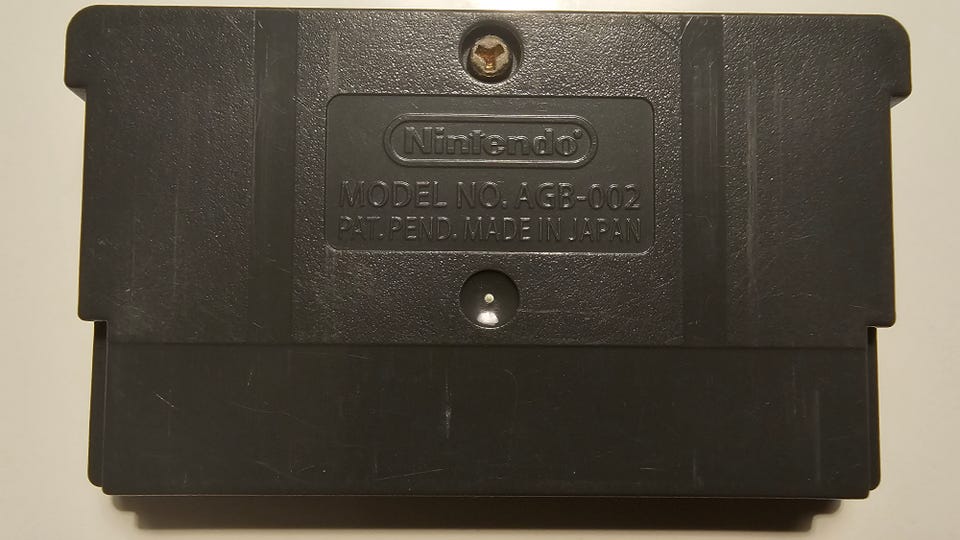 Nintendo®
MODEL NO. AGB-002
PAT. PEND. MADE IN JAPAN